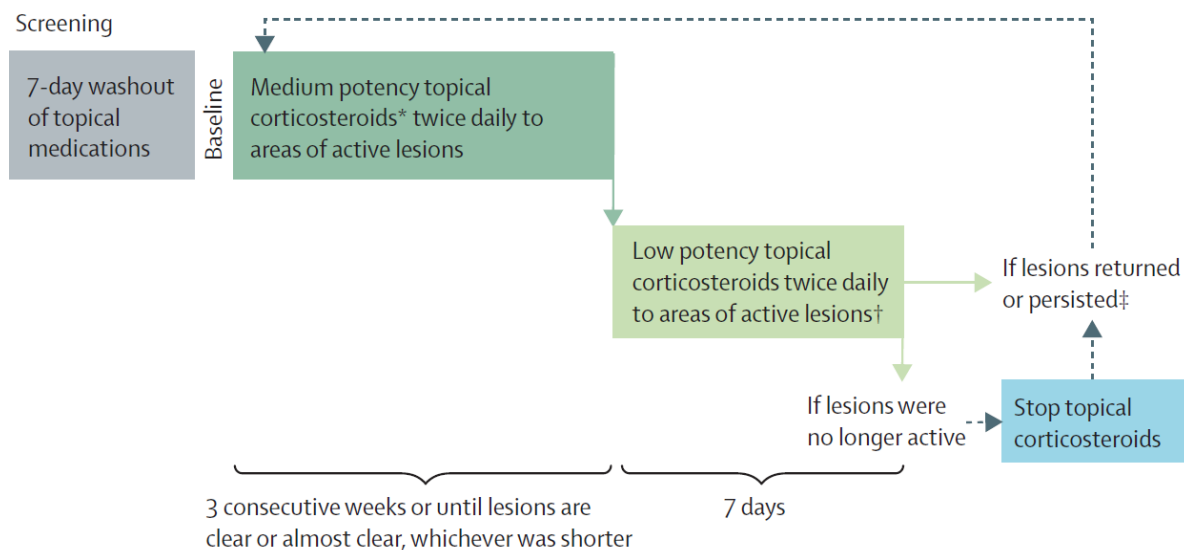 Screening
7-day washout
of topical
medications
Baseline
Medium potency topical
corticosteroids* twice daily to
areas of active lesions
Low potency topical
corticosteroids twice daily
to areas of active lesions†
If lesions returned
or persisted‡
If lesions were
no longer active
Stop topical
corticosteroids
3 consecutive weeks or until lesions are
clear or almost clear, whichever was shorter
7 days